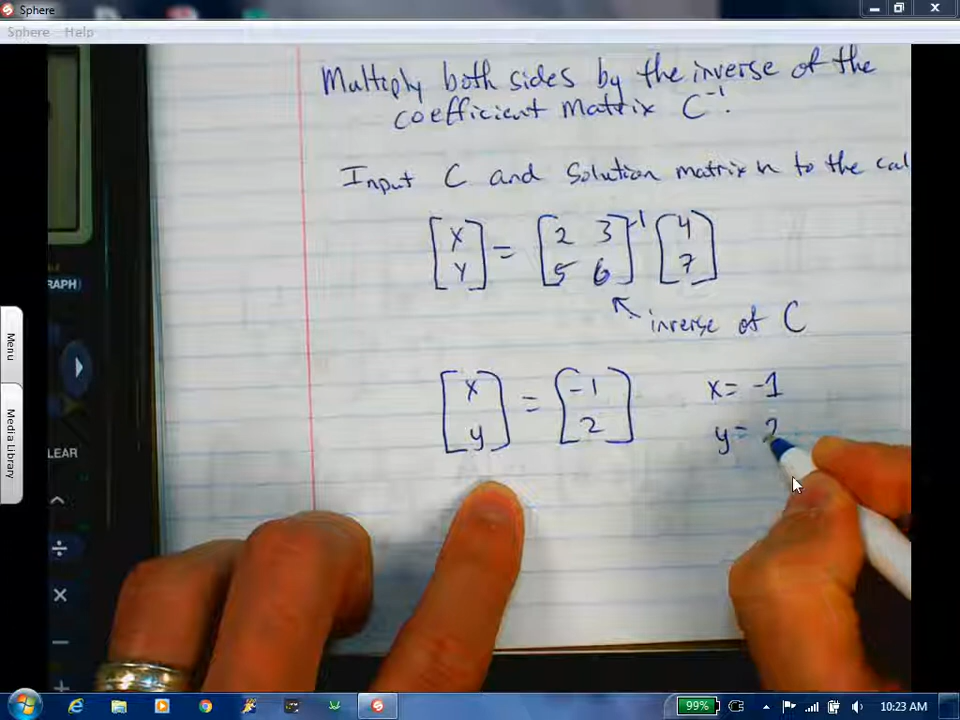 Sphere
Sphere Help
Multiply both sides by the inverse of the
coefficient Matrix C⁻¹.
Input C and Solution matrix n to the cal
[x y] = [2 3 5 6]⁻¹ [4 7]
inverse of C
[x y] = [-1 2]
x = -1
y = 2
Menu
Media Library
RAPH
LEAR
^
÷
×
−
+
99%
10:23 AM